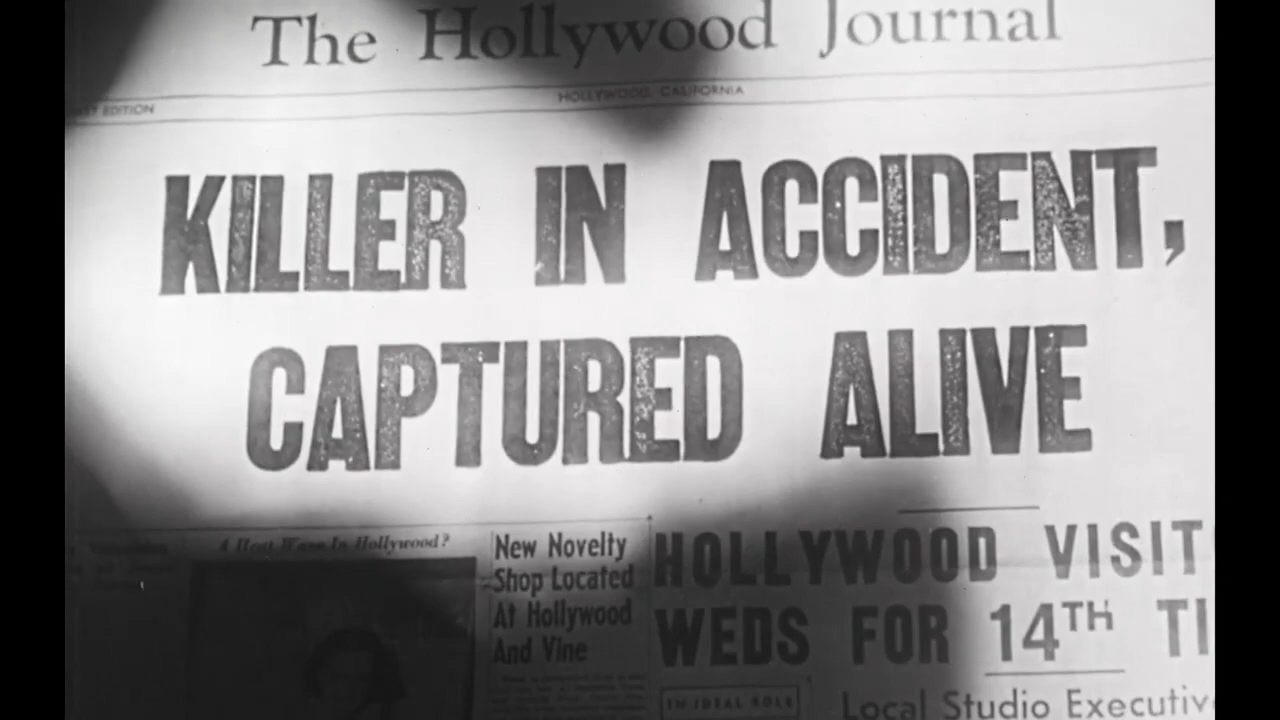 The Hollywood Journal
EDITION
HOLLYWOOD, CALIFORNIA
KILLER IN ACCIDENT,
CAPTURED ALIVE
A Heat Wave In Hollywood?
New Novelty
Shop Located
At Hollywood
And Vine
HOLLYWOOD VISIT
WEDS FOR 14TH TI
IN IDEAL ROLE
Local Studio Executiv